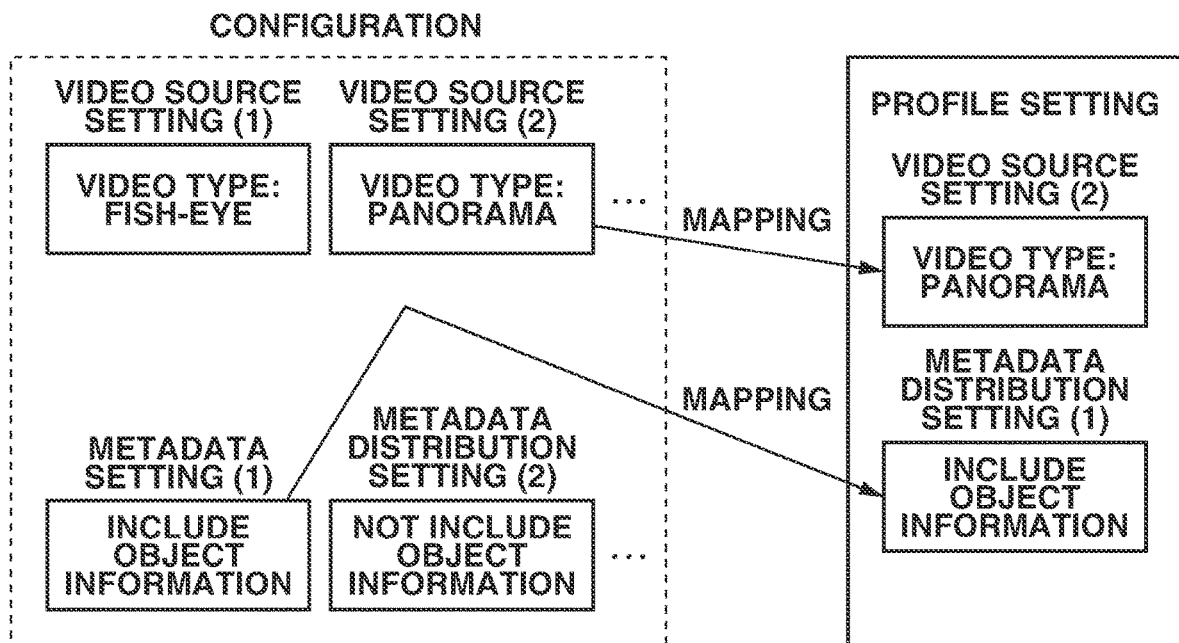 CONFIGURATION
VIDEO SOURCE
SETTING (1)
VIDEO TYPE:
FISH-EYE
VIDEO SOURCE
SETTING (2)
VIDEO TYPE:
PANORAMA
...
METADATA
SETTING (1)
INCLUDE
OBJECT
INFORMATION
METADATA
DISTRIBUTION
SETTING (2)
NOT INCLUDE
OBJECT
INFORMATION
...
MAPPING
MAPPING
PROFILE SETTING
VIDEO SOURCE
SETTING (2)
VIDEO TYPE:
PANORAMA
METADATA
DISTRIBUTION
SETTING (1)
INCLUDE
OBJECT
INFORMATION